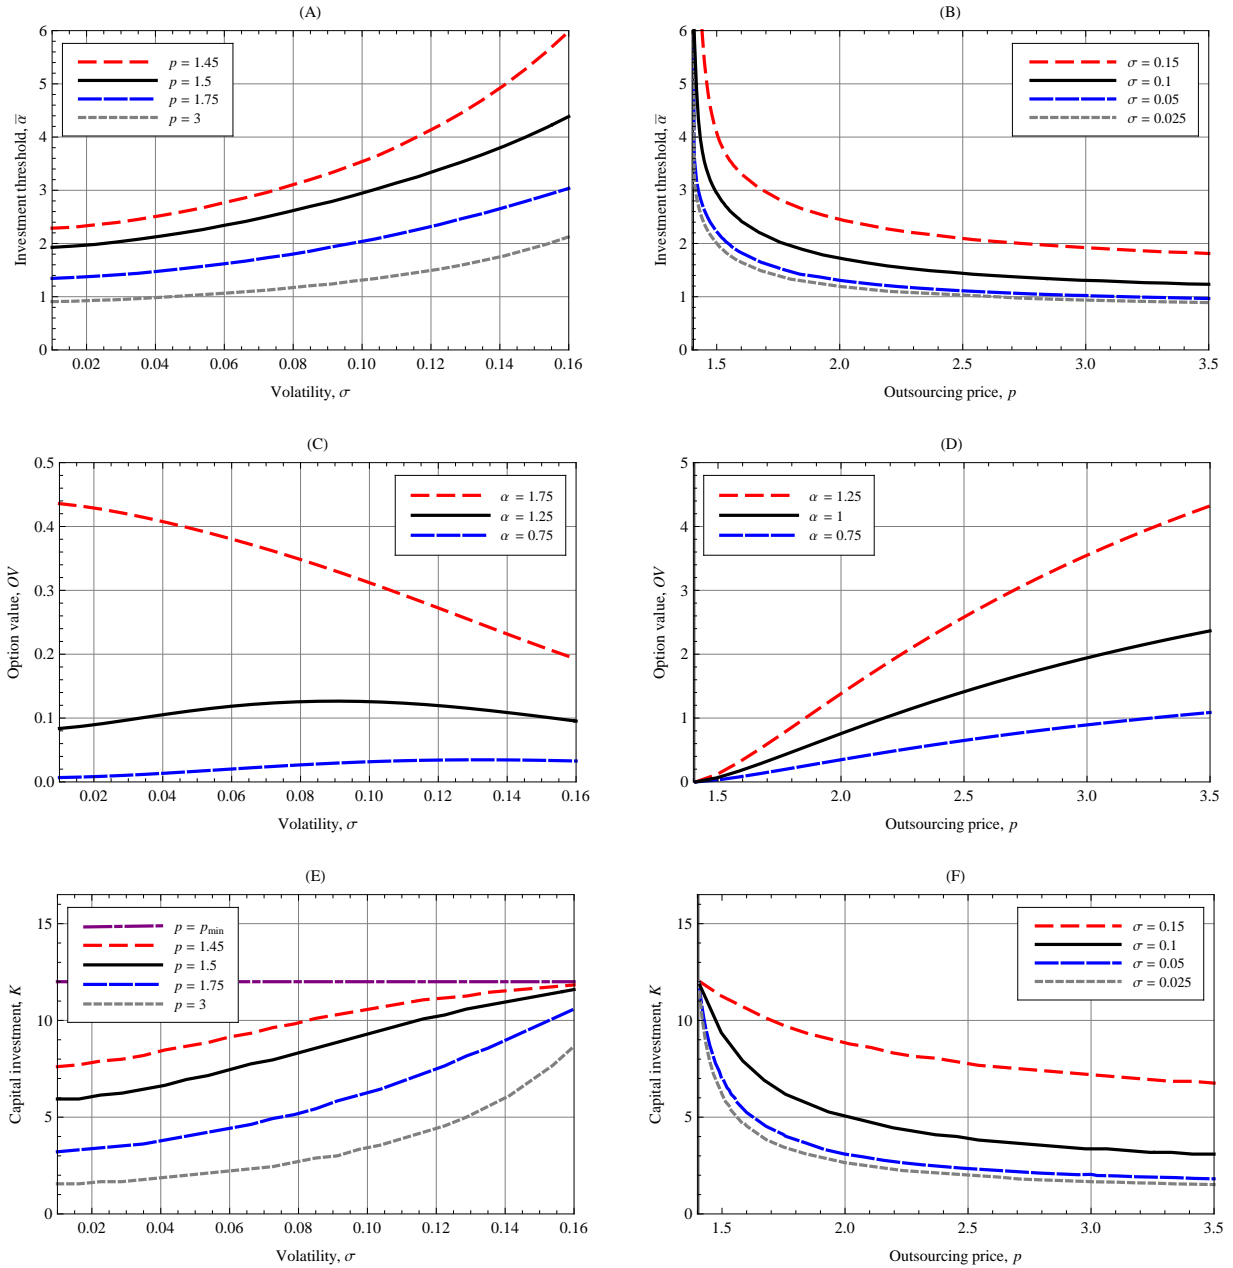 (A)
Investment threshold, α̅
6
5
4
3
2
1
0
p = 1.45
p = 1.5
p = 1.75
p = 3
0.02 0.04 0.06 0.08 0.10 0.12 0.14 0.16
Volatility, σ
(B)
Investment threshold, α̅
6
5
4
3
2
1
0
σ = 0.15
σ = 0.1
σ = 0.05
σ = 0.025
1.5 2.0 2.5 3.0 3.5
Outsourcing price, p
(C)
Option value, OV
0.5
0.4
0.3
0.2
0.1
0.0
α = 1.75
α = 1.25
α = 0.75
0.02 0.04 0.06 0.08 0.10 0.12 0.14 0.16
Volatility, σ
(D)
Option value, OV
5
4
3
2
1
0
α = 1.25
α = 1
α = 0.75
1.5 2.0 2.5 3.0 3.5
Outsourcing price, p
(E)
Capital investment, K
15
10
5
0
p = pmin
p = 1.45
p = 1.5
p = 1.75
p = 3
0.02 0.04 0.06 0.08 0.10 0.12 0.14 0.16
Volatility, σ
(F)
Capital investment, K
15
10
5
0
σ = 0.15
σ = 0.1
σ = 0.05
σ = 0.025
1.5 2.0 2.5 3.0 3.5
Outsourcing price, p